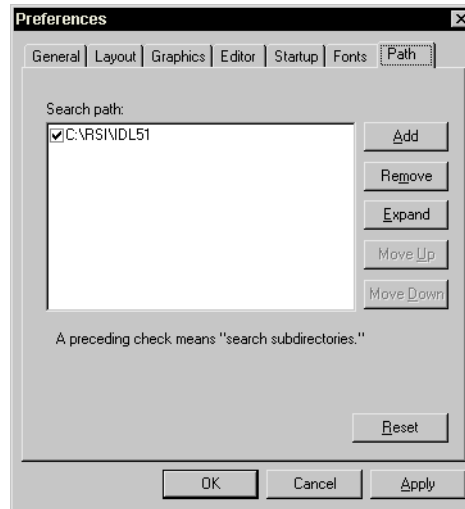 Preferences
General Layout Graphics Editor Startup Fonts Path
Search path:
C:\RSI\IDL51
Add
Remove
Expand
Move Up
Move Down
A preceding check means "search subdirectories."
Reset
OK Cancel Apply